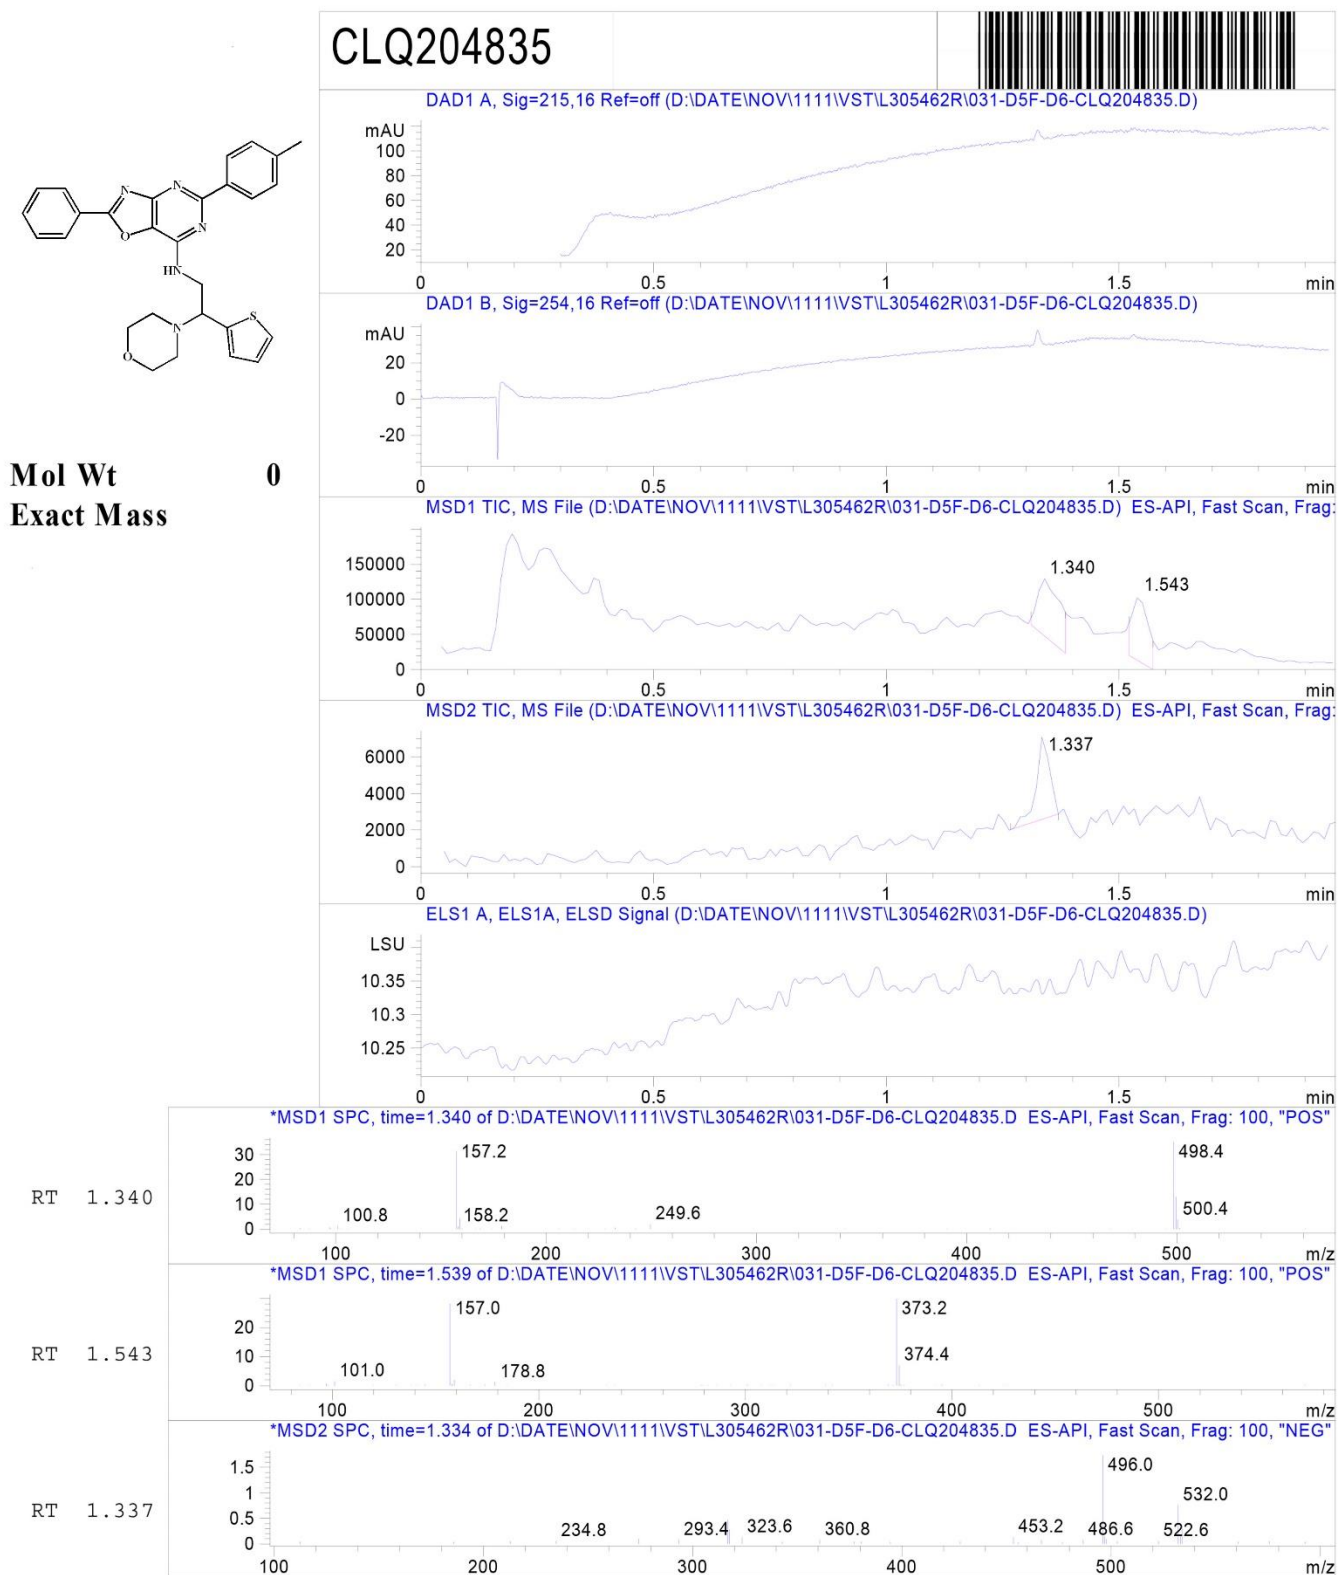 CLQ204835
DAD1 A, Sig=215,16 Ref=off (D:\DATE\NOV\1111\VST\L305462R\031-D5F-D6-CLQ204835.D)
mAU
100
80
60
40
20
0 0.5 1 1.5 min
N N N O HN N O S
Mol Wt 0
Exact Mass
DAD1 B, Sig=254,16 Ref=off (D:\DATE\NOV\1111\VST\L305462R\031-D5F-D6-CLQ204835.D)
mAU
20
0
-20
0 0.5 1 1.5 min
MSD1 TIC, MS File (D:\DATE\NOV\1111\VST\L305462R\031-D5F-D6-CLQ204835.D) ES-API, Fast Scan, Frag:
150000
100000
50000
0
1.340 1.543
0 0.5 1 1.5 min
MSD2 TIC, MS File (D:\DATE\NOV\1111\VST\L305462R\031-D5F-D6-CLQ204835.D) ES-API, Fast Scan, Frag:
6000
4000
2000
0
1.337
0 0.5 1 1.5 min
ELS1 A, ELS1A, ELSD Signal (D:\DATE\NOV\1111\VST\L305462R\031-D5F-D6-CLQ204835.D)
LSU
10.35
10.3
10.25
0 0.5 1 1.5 min
RT 1.340
*MSD1 SPC, time=1.340 of D:\DATE\NOV\1111\VST\L305462R\031-D5F-D6-CLQ204835.D ES-API, Fast Scan, Frag: 100, "POS"
30
20
10
0
157.2 498.4
100.8 158.2 249.6 500.4
100 200 300 400 500 m/z
RT 1.543
*MSD1 SPC, time=1.539 of D:\DATE\NOV\1111\VST\L305462R\031-D5F-D6-CLQ204835.D ES-API, Fast Scan, Frag: 100, "POS"
20
10
0
157.0 373.2
101.0 178.8 374.4
100 200 300 400 500 m/z
RT 1.337
*MSD2 SPC, time=1.334 of D:\DATE\NOV\1111\VST\L305462R\031-D5F-D6-CLQ204835.D ES-API, Fast Scan, Frag: 100, "NEG"
1.5
1
0.5
0
496.0
532.0
234.8 293.4 323.6 360.8 453.2 486.6 522.6
100 200 300 400 500 m/z